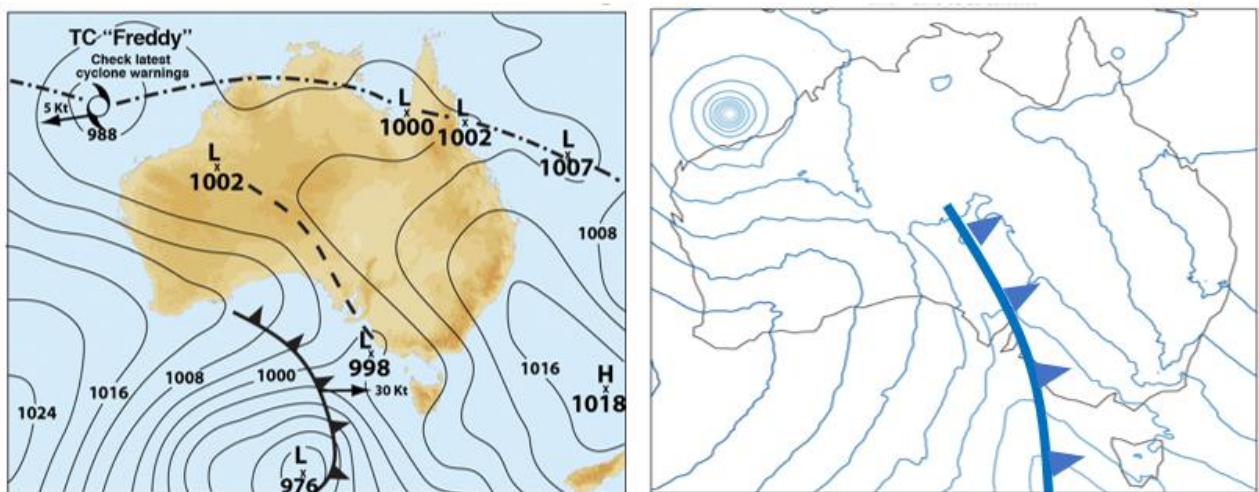 TC "Freddy"
Check latest
cyclone warnings
5 Kt
988
L
1000
L
1002
L
1007
L
1002
1008
L
998
30 Kt
1000
1008
1016
1024
1016
H
1018
L
976